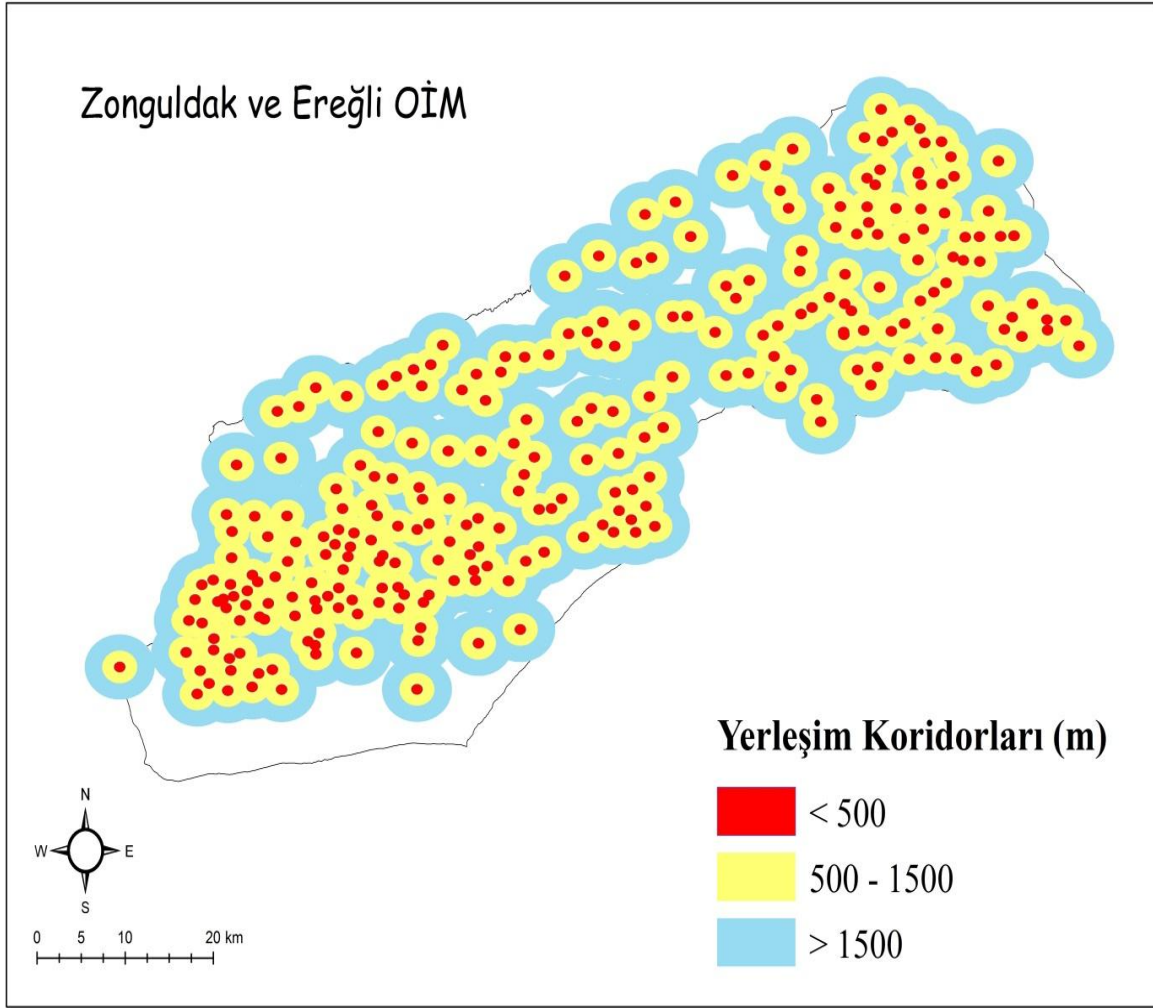 Zonguldak ve Ereğli OİM
Yerleşim Koridorları (m)
< 500
500 - 1500
> 1500
N
W E
S
0 5 10 20 km